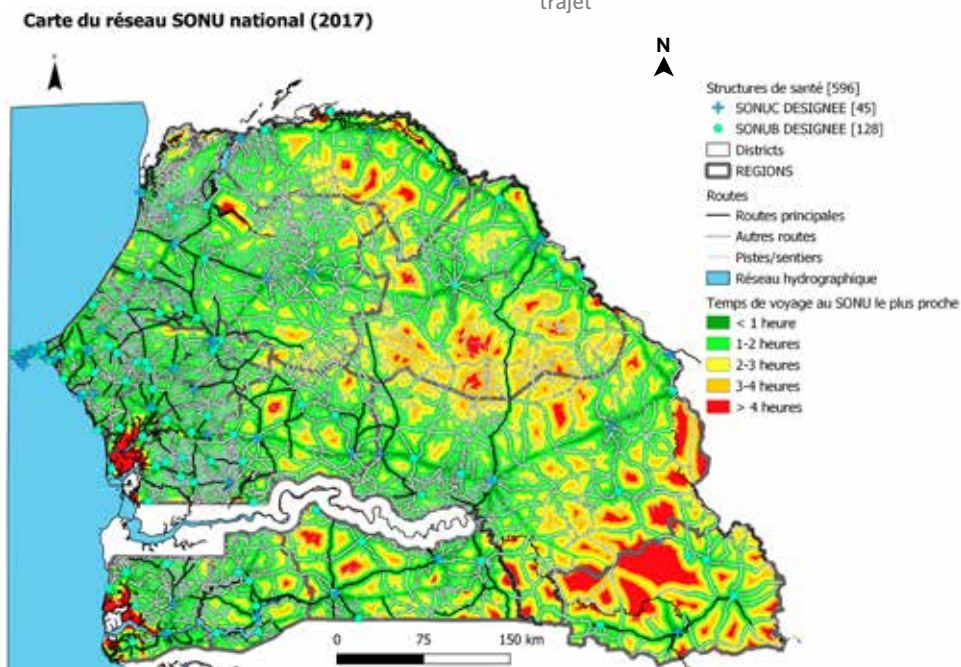 trajet
Carte du réseau SONU national (2017)
N
Structures de santé [596]
SONUC DESIGNEE [45]
SONUB DESIGNEE [128]
Districts
REGIONS
Routes
Routes principales
Autres routes
Pistes/sentiers
Réseau hydrographique
Temps de voyage au SONU le plus proche
< 1 heure
1-2 heures
2-3 heures
3-4 heures
> 4 heures
0 75 150 km